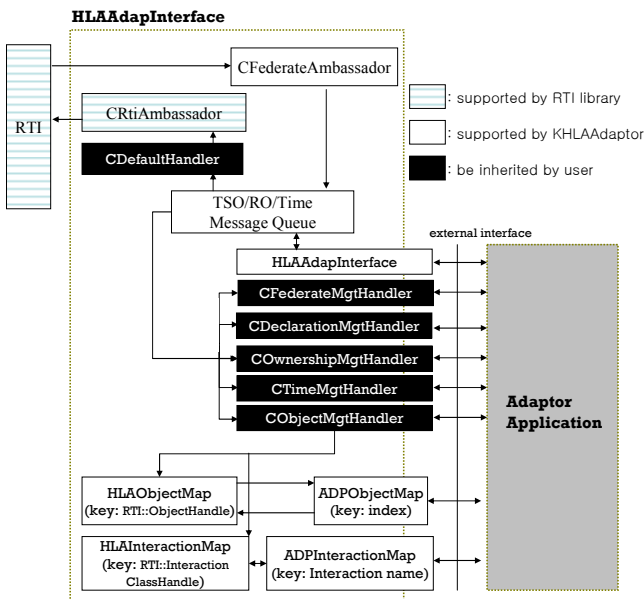 HLAAdapInterface
CFederateAmbassador
RTI
CRtiAmbassador
: supported by RTI library
: supported by KHLAAdaptor
: be inherited by user
CDefaultHandler
TSO/RO/Time
Message Queue
external interface
HLAAdapInterface
CFederateMgtHandler
CDeclarationMgtHandler
COwnershipMgtHandler
CTimeMgtHandler
CObjectMgtHandler
Adaptor
Application
HLAObjectMap
(key: RTI::ObjectHandle)
ADPObjectMap
(key: index)
HLAInteractionMap
(key: RTI::Interaction
ClassHandle)
ADPInteractionMap
(key: Interaction name)